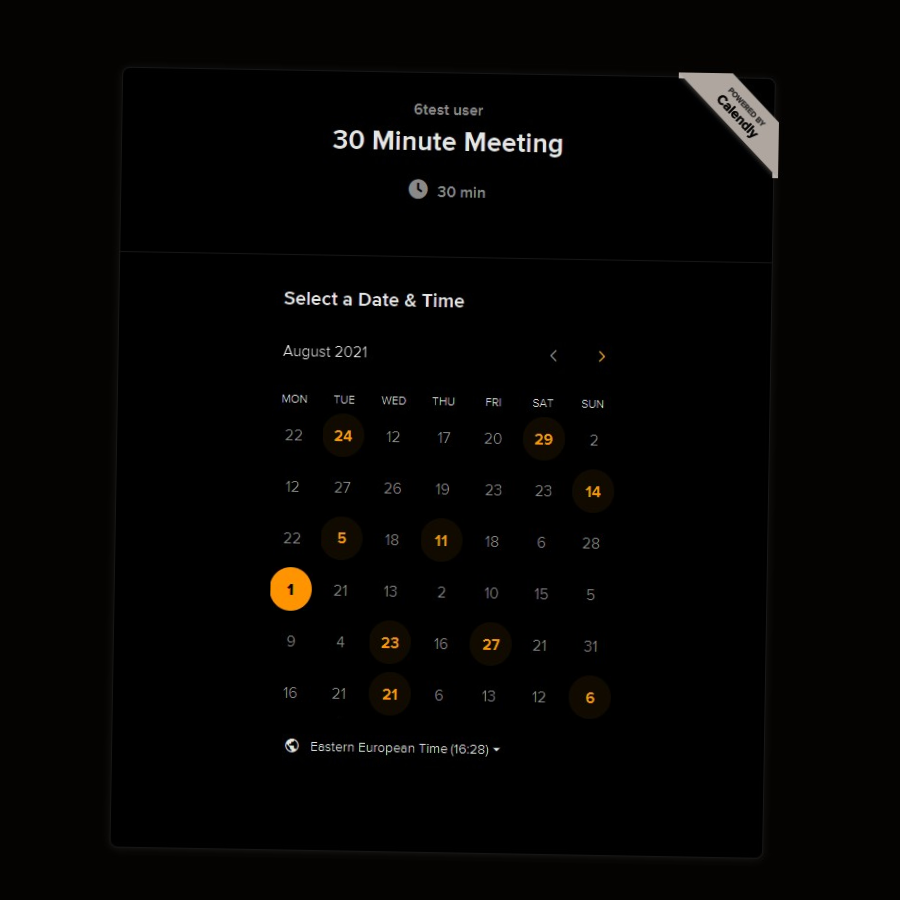 POWERED BY
Calendly
6test user
30 Minute Meeting
30 min
Select a Date & Time
August 2021
MON TUE WED THU FRI SAT SUN
22 24 12 17 20 29 2
12 27 26 19 23 23 14
22 5 18 11 18 6 28
1 21 13 2 10 15 5
9 4 23 16 27 21 31
16 21 21 6 13 12 6
Eastern European Time (16:28)